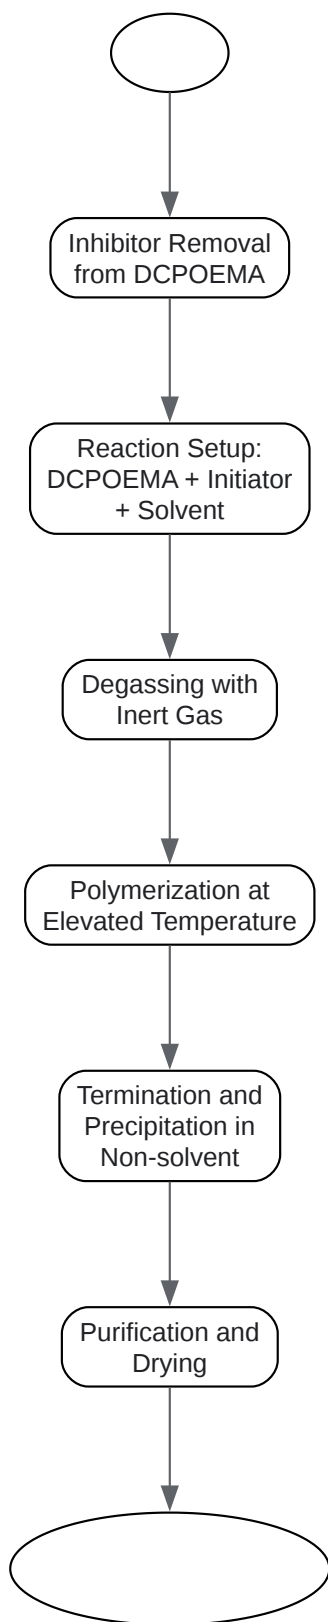 Inhibitor Removal
from DCPOEMA
Reaction Setup:
DCPOEMA + Initiator
+ Solvent
Degassing with
Inert Gas
Polymerization at
Elevated Temperature
Termination and
Precipitation in
Non-solvent
Purification and
Drying